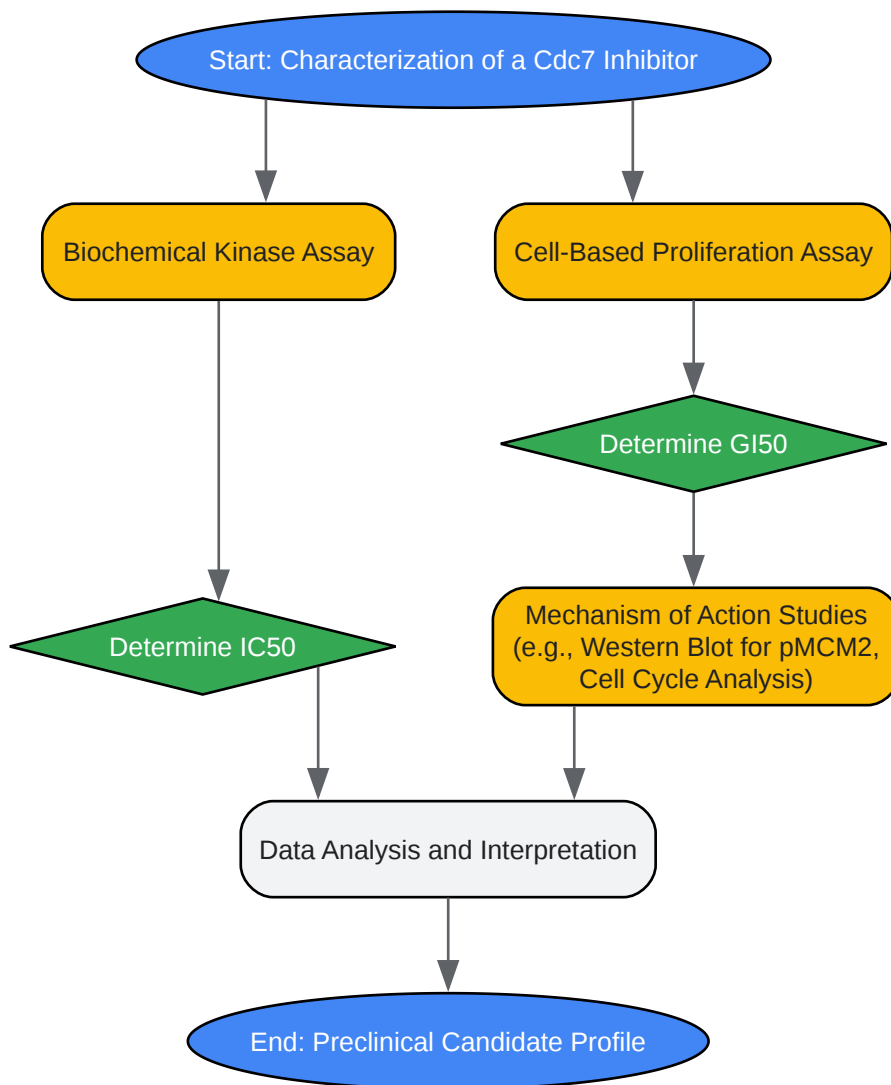 Start: Characterization of a Cdc7 Inhibitor
Biochemical Kinase Assay
Cell-Based Proliferation Assay
Determine GI50
Determine IC50
Mechanism of Action Studies
(e.g., Western Blot for pMCM2,
Cell Cycle Analysis)
Data Analysis and Interpretation
End: Preclinical Candidate Profile